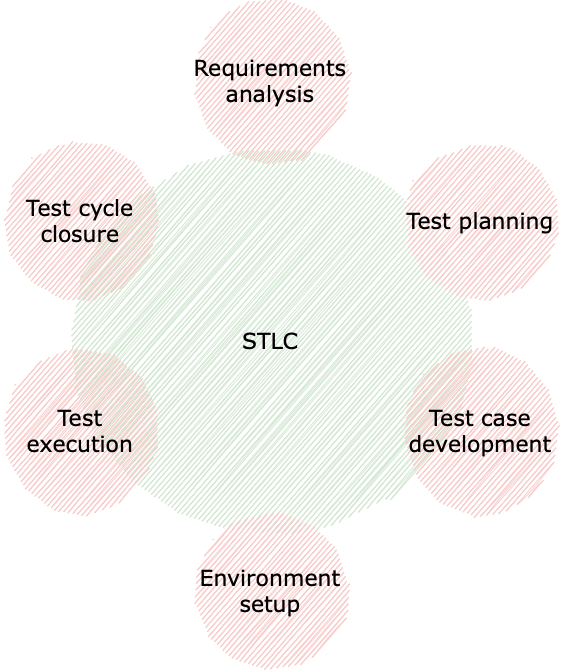 Requirements
analysis
Test cycle
closure
Test planning
STLC
Test
execution
Test case
development
Environment
setup